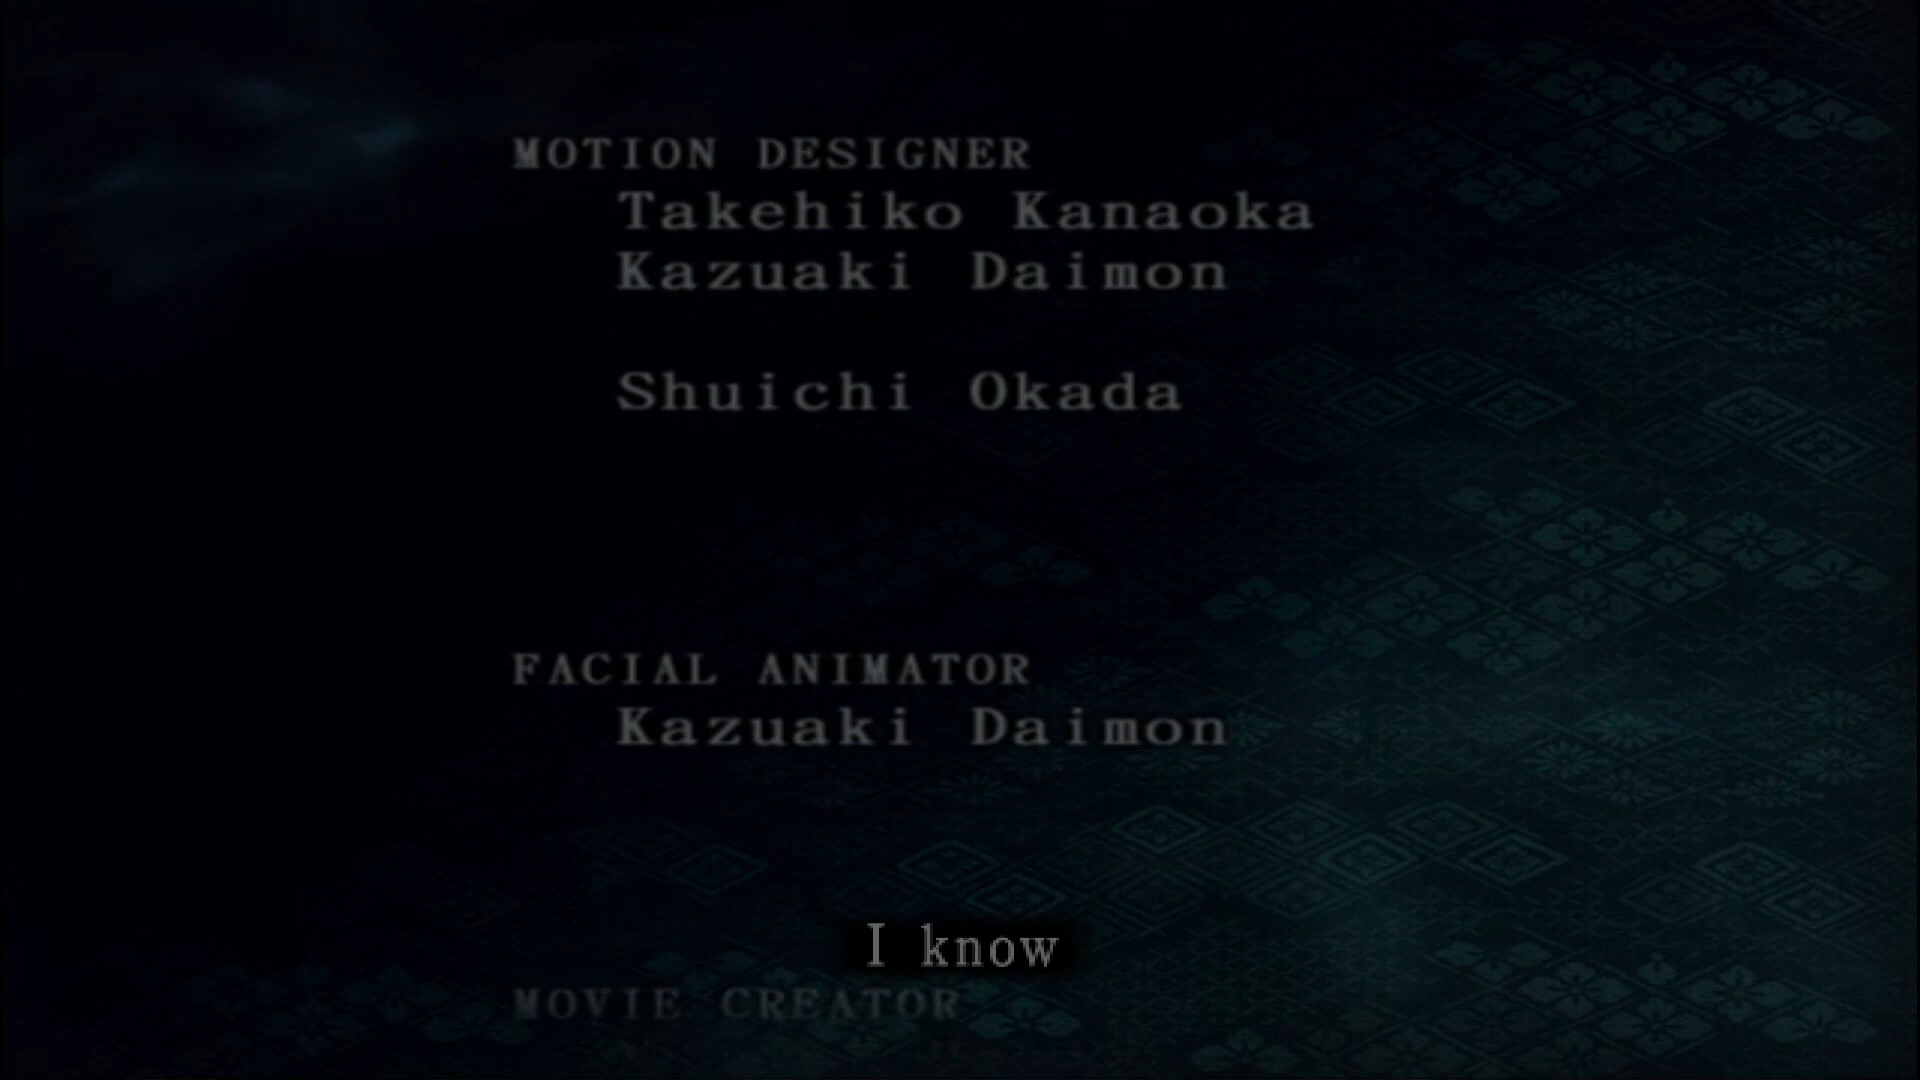 MOTION DESIGNER
Takehiko Kanaoka
Kazuaki Daimon
Shuichi Okada
FACIAL ANIMATOR
Kazuaki Daimon
I know
MOVIE CREATOR